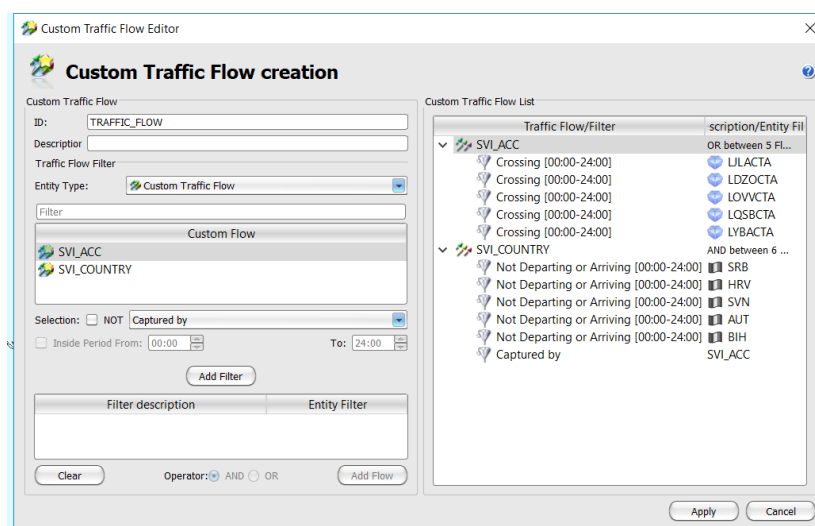 Custom Traffic Flow Editor
Custom Traffic Flow creation
Custom Traffic Flow
ID: TRAFFIC_FLOW
Descriptior
Traffic Flow Filter
Entity Type: Custom Traffic Flow
Filter
Custom Flow
SVI_ACC
SVI_COUNTRY
Selection: NOT Captured by
Inside Period From: 00:00 To: 24:00
Add Filter
Filter description Entity Filter
Clear Operator: AND OR Add Flow
Custom Traffic Flow List
Traffic Flow/Filter scription/Entity Fil
SVI_ACC OR between 5 Fl...
Crossing [00:00-24:00] LJLACTA
Crossing [00:00-24:00] LDZOCTA
Crossing [00:00-24:00] LOVVCTA
Crossing [00:00-24:00] LQSBCTA
Crossing [00:00-24:00] LYBACTA
SVI_COUNTRY AND between 6 ...
Not Departing or Arriving [00:00-24:00] SRB
Not Departing or Arriving [00:00-24:00] HRV
Not Departing or Arriving [00:00-24:00] SVN
Not Departing or Arriving [00:00-24:00] AUT
Not Departing or Arriving [00:00-24:00] BIH
Captured by SVI_ACC
Apply Cancel